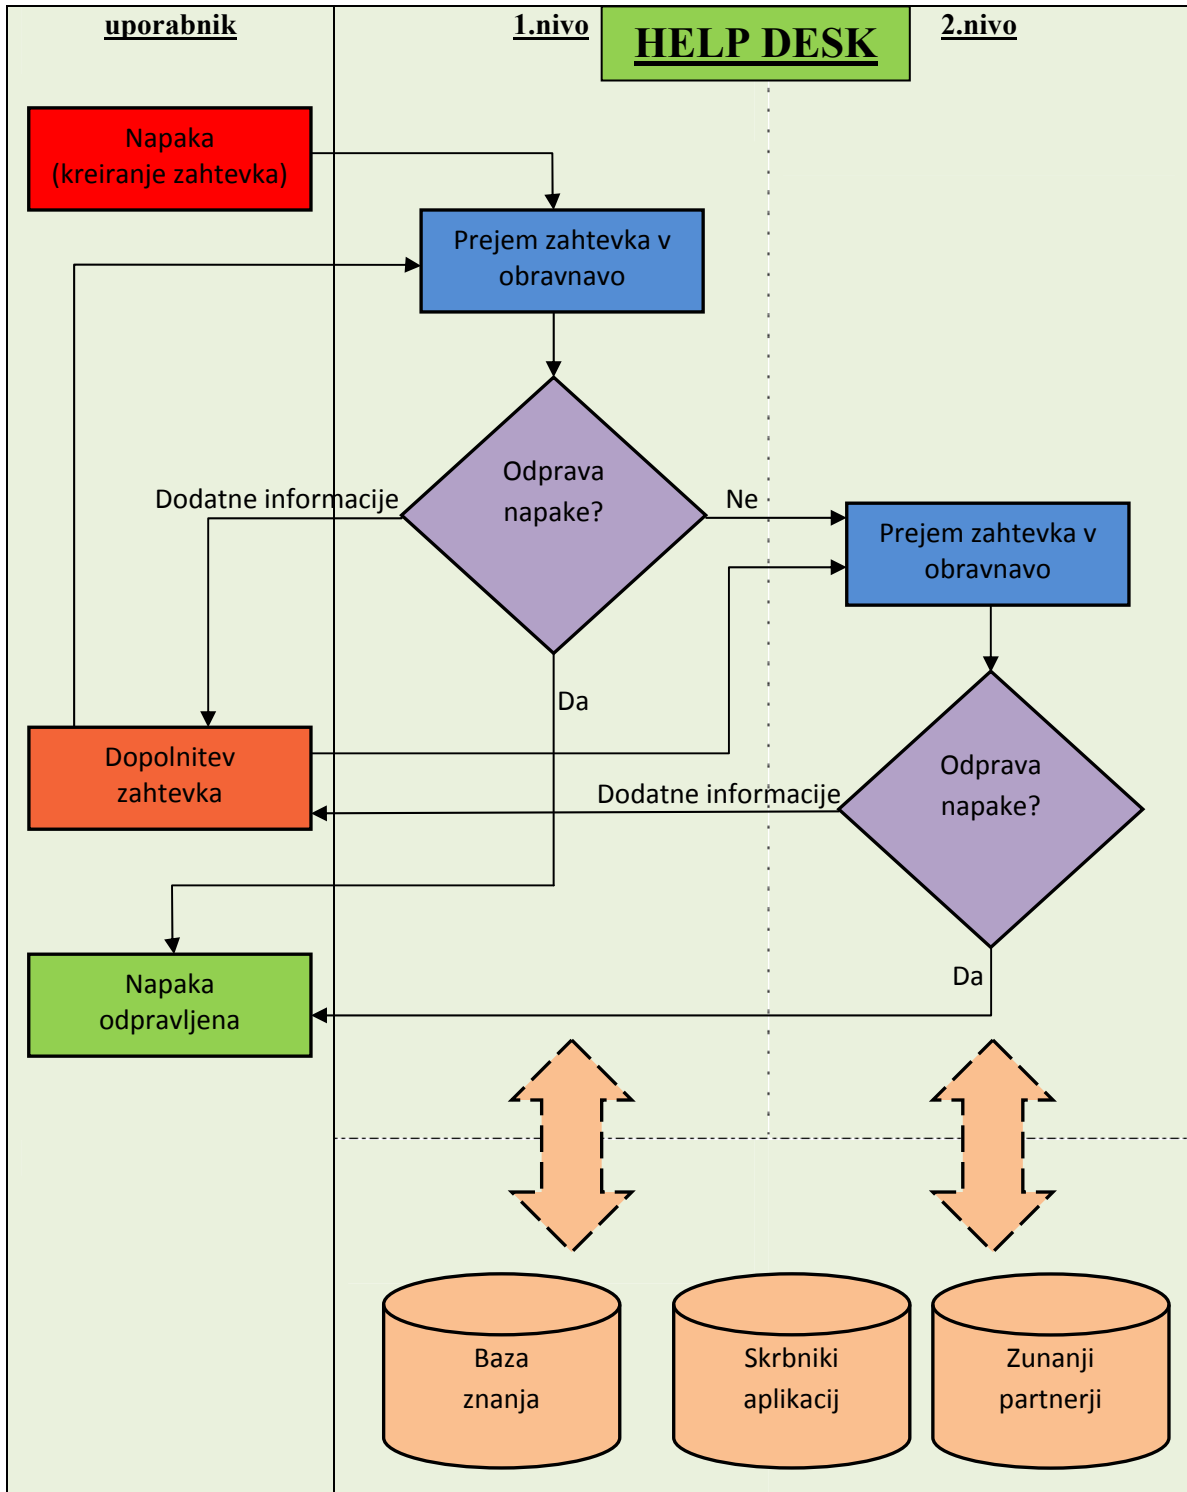 uporabnik
1.nivo
HELP DESK
2.nivo
Napaka
(kreiranje zahtevka)
Prejem zahtevka v
obravnavo
Odprava
napake?
Dodatne informacije
Ne
Prejem zahtevka v
obravnavo
Da
Dopolnitev
zahtevka
Odprava
napake?
Dodatne informacije
Napaka
odpravljena
Da
Baza
znanja
Skrbniki
aplikacij
Zunanji
partnerji